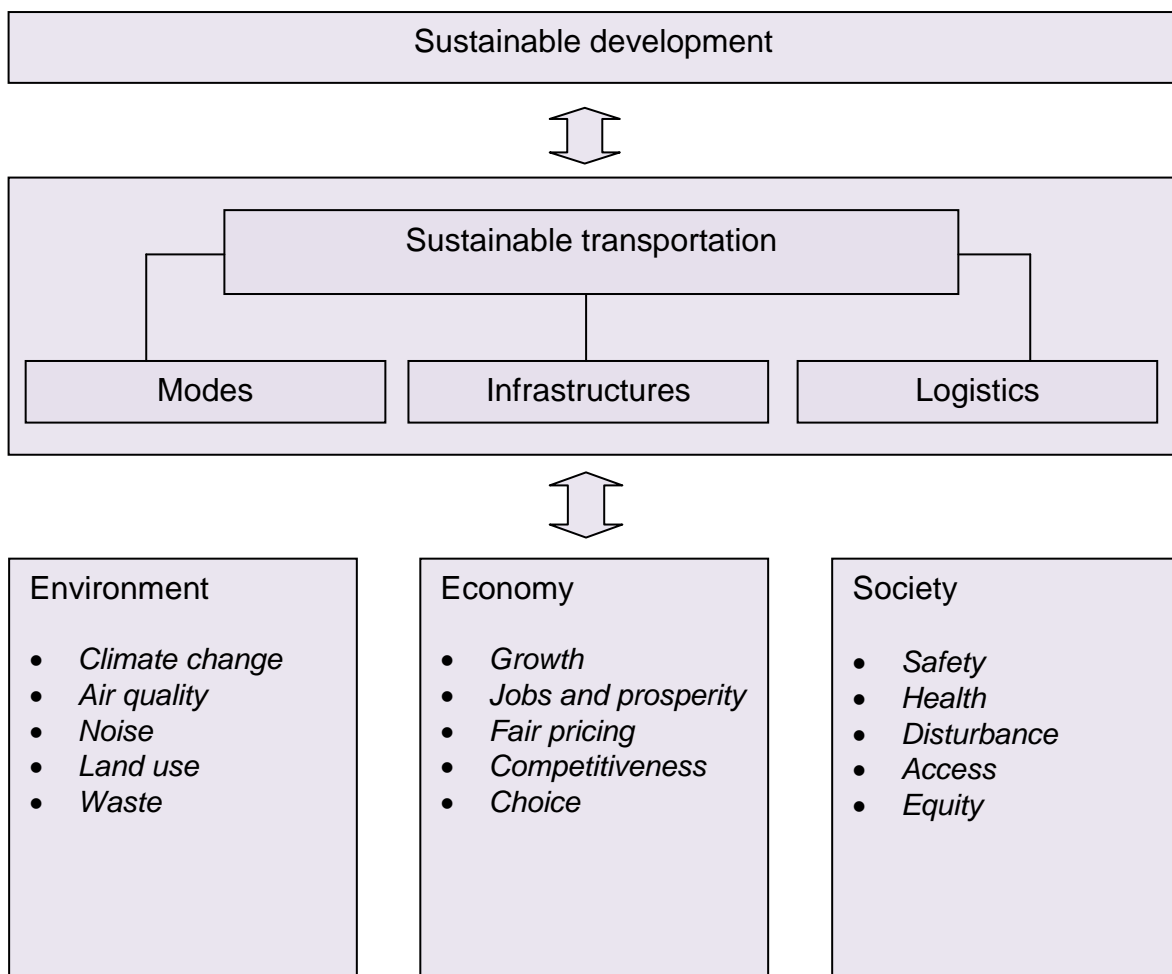 Sustainable development
Sustainable transportation
Modes
Infrastructures
Logistics
Environment
• Climate change
• Air quality
• Noise
• Land use
• Waste
Economy
• Growth
• Jobs and prosperity
• Fair pricing
• Competitiveness
• Choice
Society
• Safety
• Health
• Disturbance
• Access
• Equity